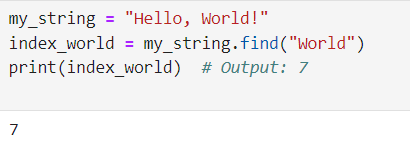 my_string = "Hello, World!"
index_world = my_string.find("World")
print(index_world)  # Output: 7
7